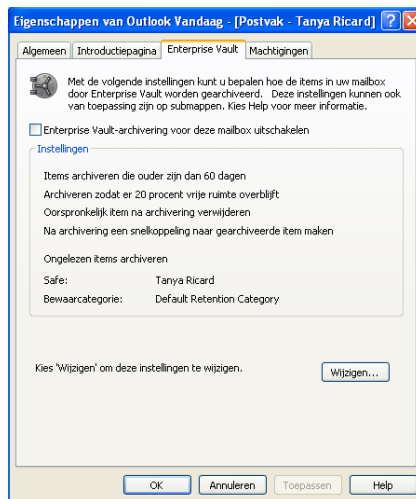 Eigenschappen van Outlook Vandaag - [Postvak - Tanya Ricard]
Algemeen Introductiepagina Enterprise Vault Machtigingen
Met de volgende instellingen kunt u bepalen hoe de items in uw mailbox
door Enterprise Vault worden gearchiveerd. Deze instellingen kunnen ook
van toepassing zijn op submappen. Kies Help voor meer informatie.
Enterprise Vault-archivering voor deze mailbox uitschakelen
Instellingen
Items archiveren die ouder zijn dan 60 dagen
Archiveren zodat er 20 procent vrije ruimte overblijft
Oorspronkelijk item na archivering verwijderen
Na archivering een snelkoppeling naar gearchiveerde item maken
Ongelezen items archiveren
Safe: Tanya Ricard
Bewaarcategorie: Default Retention Category
Kies 'Wijzigen' om deze instellingen te wijzigen.
Wijzigen...
OK Annuleren Toepassen Help